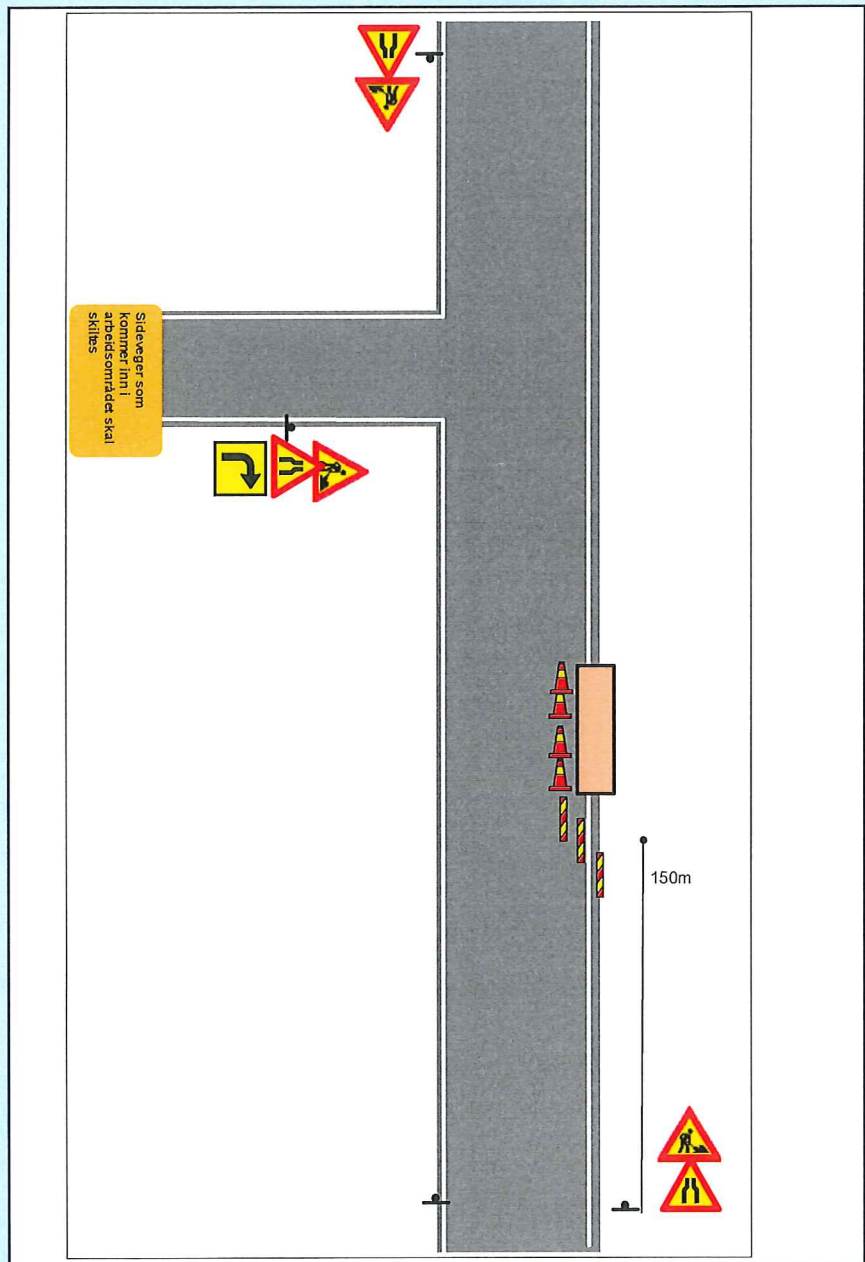 Sideveger som
kommer inn i
arbeidsområdet skal
skiltes
150m